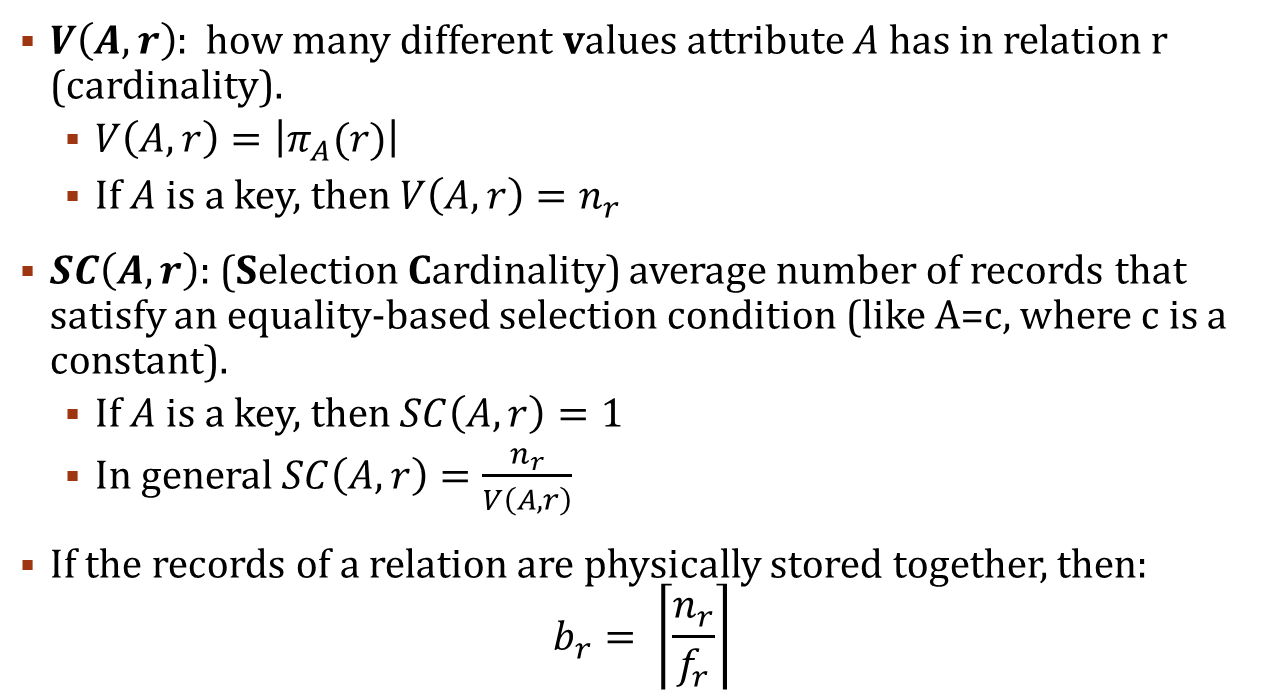 ▪ V(A, r): how many different values attribute A has in relation r
(cardinality).
▪ V(A, r) = |π_A(r)|
▪ If A is a key, then V(A, r) = n_r
▪ SC(A, r): (Selection Cardinality) average number of records that
satisfy an equality-based selection condition (like A=c, where c is a
constant).
▪ If A is a key, then SC(A, r) = 1
▪ In general SC(A, r) = n_r / V(A,r)
▪ If the records of a relation are physically stored together, then:
b_r = ⌈n_r / f_r⌉